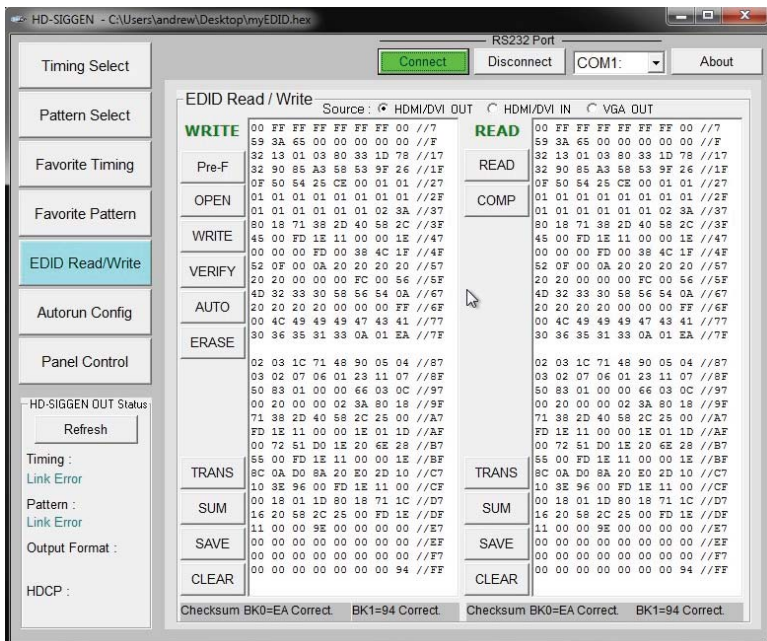 HD-SIGGEN - C:\Users\andrew\Desktop\myEDID.hex
RS232 Port
Connect
Disconnect
COM1:
About
Timing Select
Pattern Select
Favorite Timing
Favorite Pattern
EDID Read/Write
Autorun Config
Panel Control
HD-SIGGEN OUT Status
Refresh
Timing :
Link Error
Pattern :
Link Error
Output Format :
HDCP :
EDID Read / Write
Source : HDMI/DVI OUT HDMI/DVI IN VGA OUT
WRITE
Pre-F
OPEN
WRITE
VERIFY
AUTO
ERASE
TRANS
SUM
SAVE
CLEAR
00 FF FF FF FF FF FF 00 //7
59 3A 65 00 00 00 00 00 //F
32 13 01 03 80 33 1D 78 //17
32 90 85 A3 58 53 9F 26 //1F
0F 50 54 25 CE 00 01 01 //27
01 01 01 01 01 01 01 01 //2F
01 01 01 01 01 01 02 3A //37
80 18 71 38 2D 40 58 2C //3F
45 00 FD 1E 11 00 00 1E //47
00 00 00 FD 00 38 4C 1F //4F
52 0F 00 0A 20 20 20 20 //57
20 20 00 00 00 FC 00 56 //5F
4D 32 33 30 58 56 54 0A //67
20 20 20 20 00 00 00 FF //6F
00 4C 49 49 49 47 43 41 //77
30 36 35 31 33 0A 01 EA //7F
02 03 1C 71 48 90 05 04 //87
03 02 07 06 01 23 11 07 //8F
50 83 01 00 00 66 03 0C //97
00 20 00 00 02 3A 80 18 //9F
71 38 2D 40 58 2C 25 00 //A7
FD 1E 11 00 00 1E 01 1D //AF
00 72 51 D0 1E 20 6E 28 //B7
55 00 FD 1E 11 00 00 1E //BF
8C 0A D0 8A 20 E0 2D 10 //C7
10 3E 96 00 FD 1E 11 00 //CF
00 18 01 1D 80 18 71 1C //D7
16 20 58 2C 25 00 FD 1E //DF
11 00 00 9E 00 00 00 00 //E7
00 00 00 00 00 00 00 00 //EF
00 00 00 00 00 00 00 00 //F7
00 00 00 00 00 00 00 94 //FF
Checksum BK0=EA Correct. BK1=94 Correct.
READ
READ
COMP
TRANS
SUM
SAVE
CLEAR
00 FF FF FF FF FF FF 00 //7
59 3A 65 00 00 00 00 00 //F
32 13 01 03 80 33 1D 78 //17
32 90 85 A3 58 53 9F 26 //1F
0F 50 54 25 CE 00 01 01 //27
01 01 01 01 01 01 01 01 //2F
01 01 01 01 01 01 02 3A //37
80 18 71 38 2D 40 58 2C //3F
45 00 FD 1E 11 00 00 1E //47
00 00 00 FD 00 38 4C 1F //4F
52 0F 00 0A 20 20 20 20 //57
20 20 00 00 00 FC 00 56 //5F
4D 32 33 30 58 56 54 0A //67
20 20 20 20 00 00 00 FF //6F
00 4C 49 49 49 47 43 41 //77
30 36 35 31 33 0A 01 EA //7F
02 03 1C 71 48 90 05 04 //87
03 02 07 06 01 23 11 07 //8F
50 83 01 00 00 66 03 0C //97
00 20 00 00 02 3A 80 18 //9F
71 38 2D 40 58 2C 25 00 //A7
FD 1E 11 00 00 1E 01 1D //AF
00 72 51 D0 1E 20 6E 28 //B7
55 00 FD 1E 11 00 00 1E //BF
8C 0A D0 8A 20 E0 2D 10 //C7
10 3E 96 00 FD 1E 11 00 //CF
00 18 01 1D 80 18 71 1C //D7
16 20 58 2C 25 00 FD 1E //DF
11 00 00 9E 00 00 00 00 //E7
00 00 00 00 00 00 00 00 //EF
00 00 00 00 00 00 00 00 //F7
00 00 00 00 00 00 00 94 //FF
Checksum BK0=EA Correct. BK1=94 Correct.